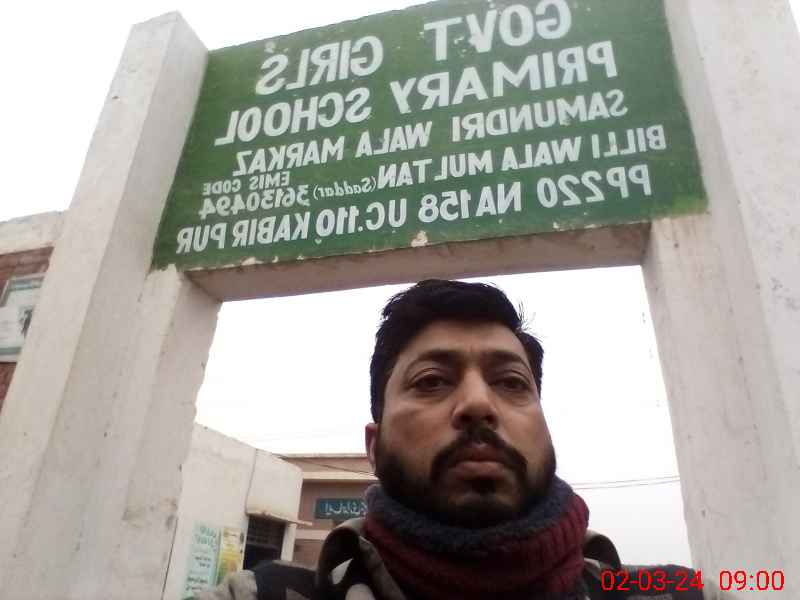 GOVT GIRLS
PRIMARY SCHOOL
SAMUNDRI WALA MARKAZ
BILLI WALA MULTAN (Saddar) EMIS CODE 36130494
PP220 NA158 UC.110 KABIR PUR
02-03-24 09:00